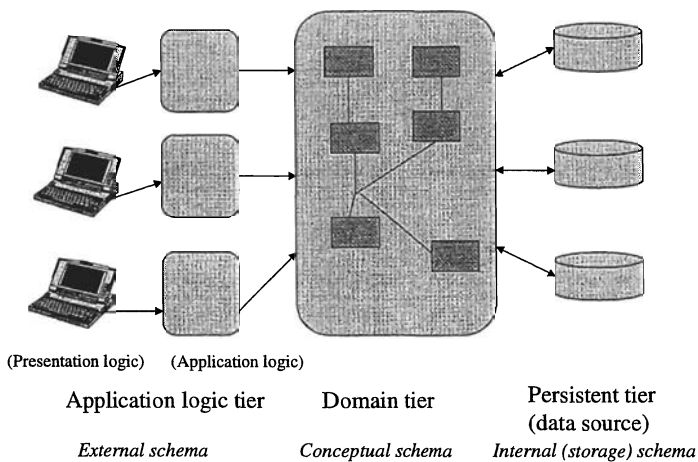 (Presentation logic)
(Application logic)
Application logic tier
Domain tier
Persistent tier
(data source)
External schema
Conceptual schema
Internal (storage) schema